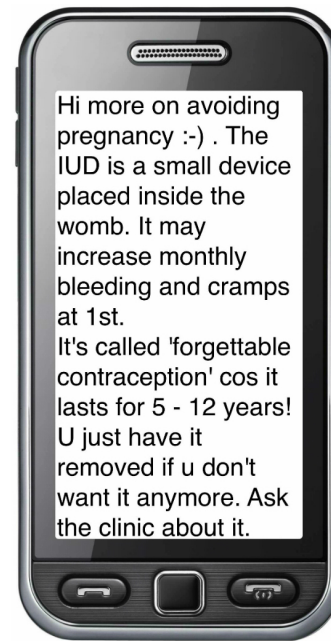 Hi more on avoiding
pregnancy :-) . The
IUD is a small device
placed inside the
womb. It may
increase monthly
bleeding and cramps
at 1st.
It's called 'forgettable
contraception' cos it
lasts for 5 - 12 years!
U just have it
removed if u don't
want it anymore. Ask
the clinic about it.